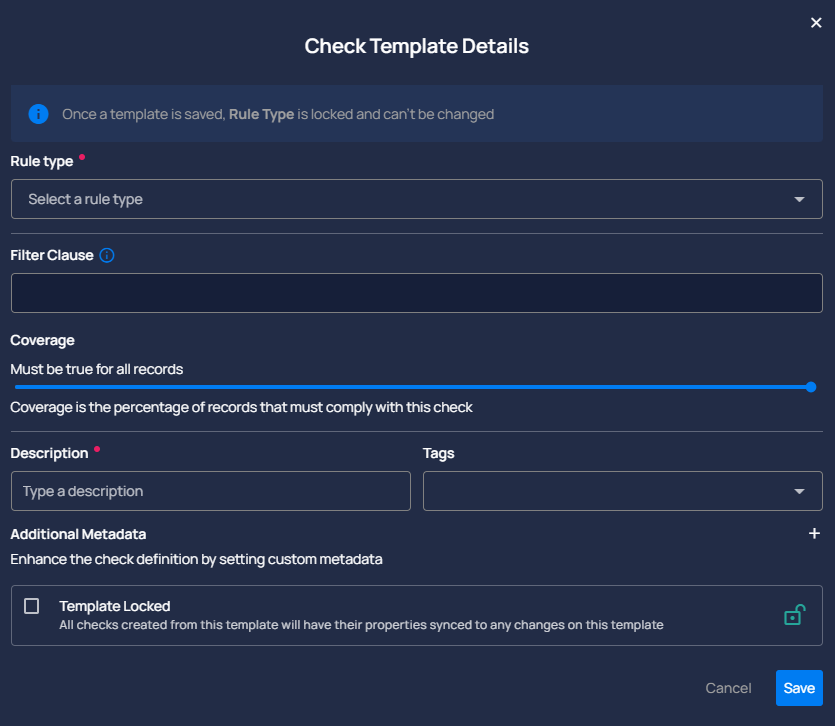 Check Template Details
Once a template is saved, Rule Type is locked and can't be changed
Rule type
Select a rule type
Filter Clause
Coverage
Must be true for all records
Coverage is the percentage of records that must comply with this check
Description
Tags
Type a description
Additional Metadata
Enhance the check definition by setting custom metadata
Template Locked
All checks created from this template will have their properties synced to any changes on this template
Cancel
Save